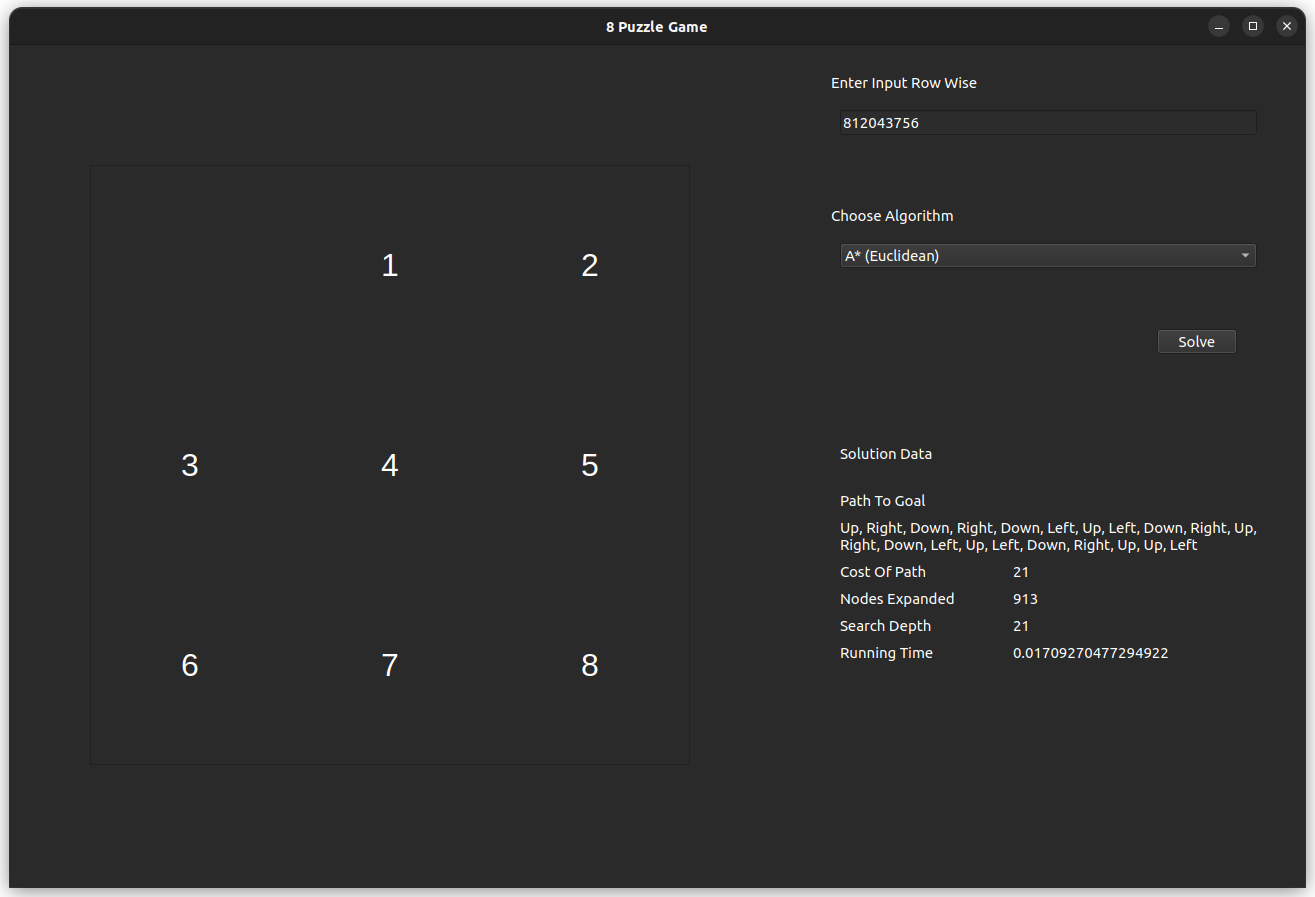 8 Puzzle Game
Enter Input Row Wise
812043756
Choose Algorithm
A* (Euclidean)
Solve
1 2
3 4 5
6 7 8
Solution Data
Path To Goal
Up, Right, Down, Right, Down, Left, Up, Left, Down, Right, Up,
Right, Down, Left, Up, Left, Down, Right, Up, Up, Left
Cost Of Path 21
Nodes Expanded 913
Search Depth 21
Running Time 0.01709270477294922